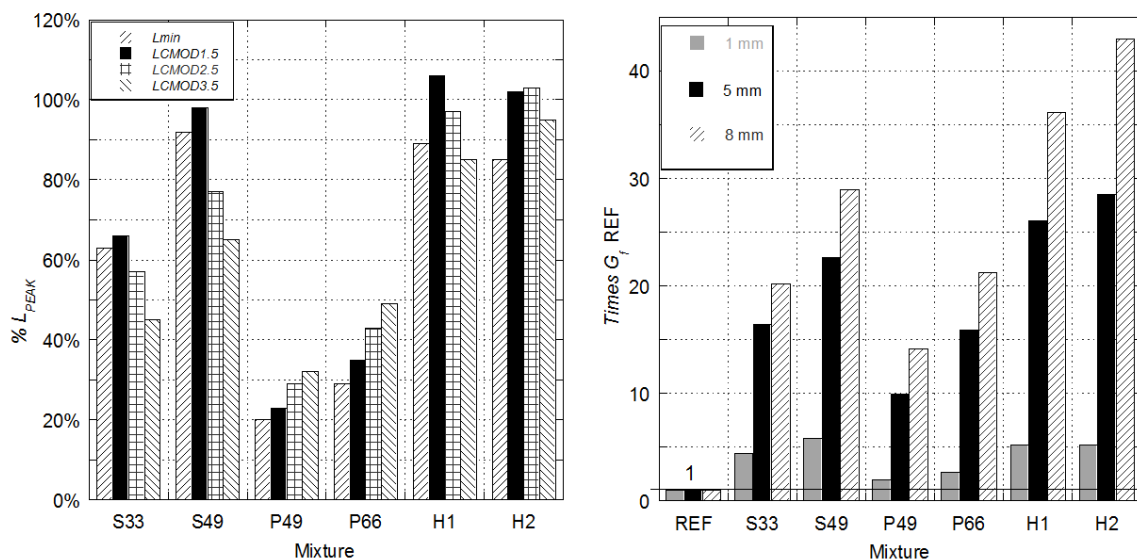 120%
100%
80%
60%
40%
20%
0%
% L_PEAK
Lmin
LCMOD1.5
LCMOD2.5
LCMOD3.5
S33 S49 P49 P66 H1 H2
Mixture
40
30
20
10
0
Times G_f REF
1 mm
5 mm
8 mm
1
REF S33 S49 P49 P66 H1 H2
Mixture